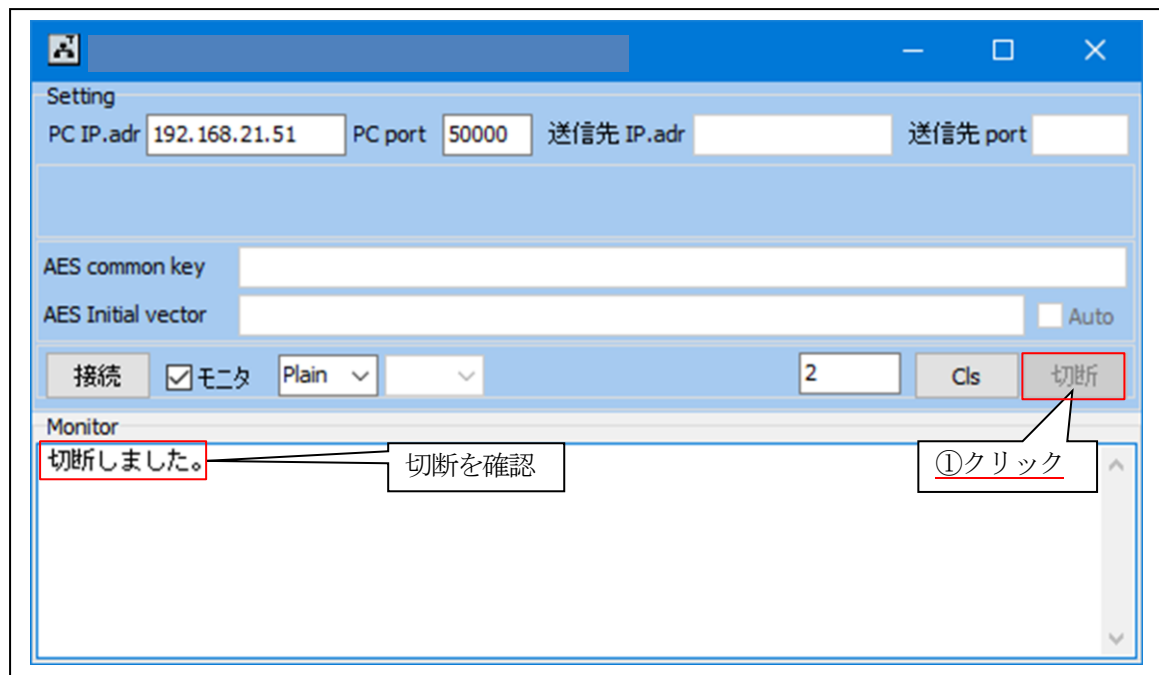 Setting
PC IP.adr 192.168.21.51 PC port 50000 送信先 IP.adr 送信先 port
AES common key
AES Initial vector Auto
接続 モニタ Plain 2 Cls 切断
Monitor
切断しました。
切断を確認
①クリック